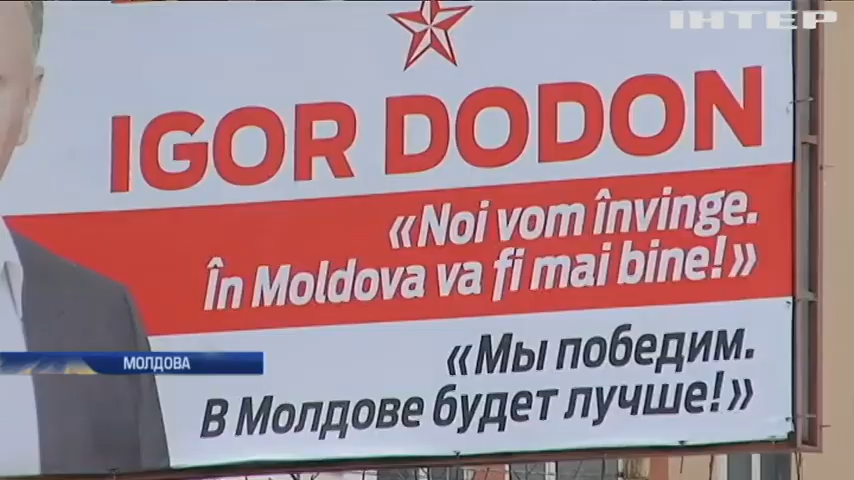 ІНТЕР
IGOR DODON
«Noi vom învinge.
În Moldova va fi mai bine!»
«Мы победим.
В Молдове будет лучше!»
МОЛДОВА